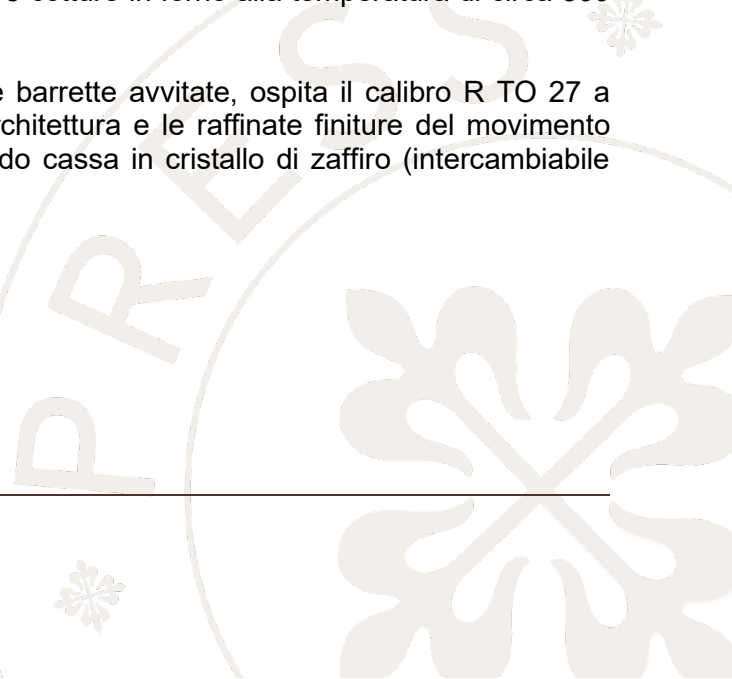 e barrette avvitate, ospita il calibro R TO 27 a
rchitettura e le raffinate finiture del movimento
do cassa in cristallo di zaffiro (intercambiabile
PRESS